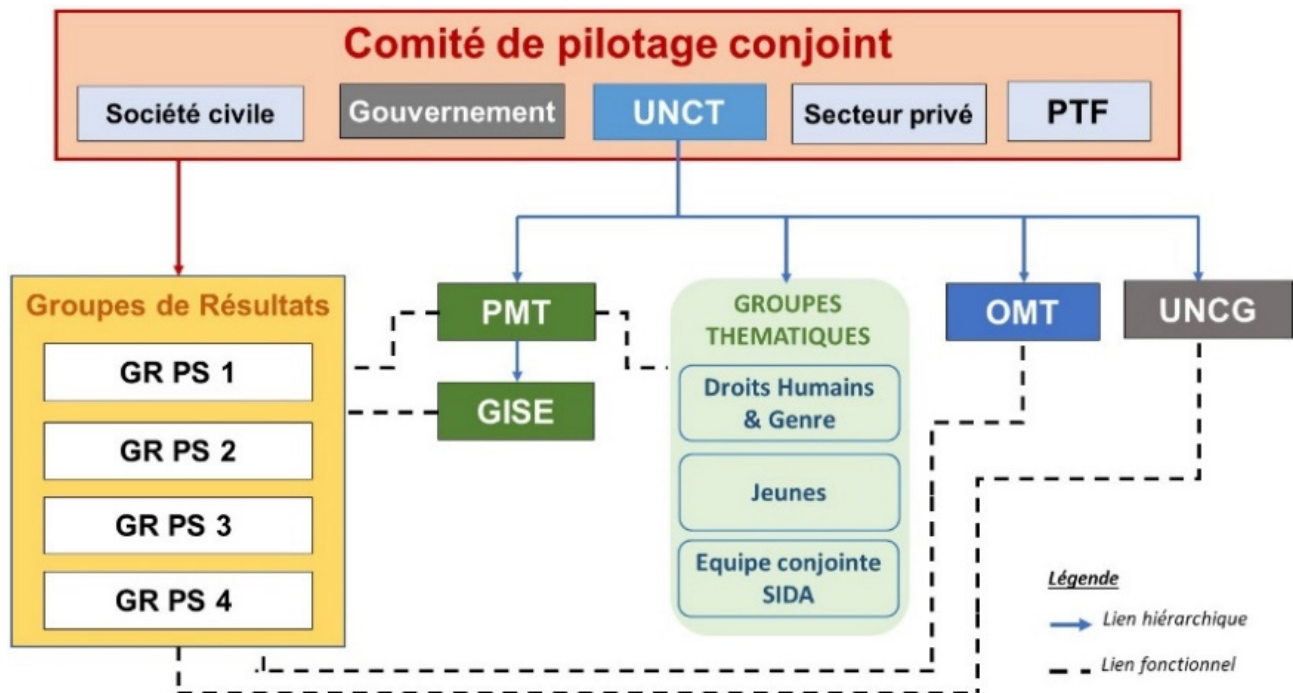 Comité de pilotage conjoint
Société civile
Gouvernement
UNCT
Secteur privé
PTF
Groupes de Résultats
GR PS 1
GR PS 2
GR PS 3
GR PS 4
PMT
GISE
GROUPES
THEMATIQUES
Droits Humains
& Genre
Jeunes
Equipe conjointe
SIDA
OMT
UNCG
Légende
Lien hiérarchique
Lien fonctionnel